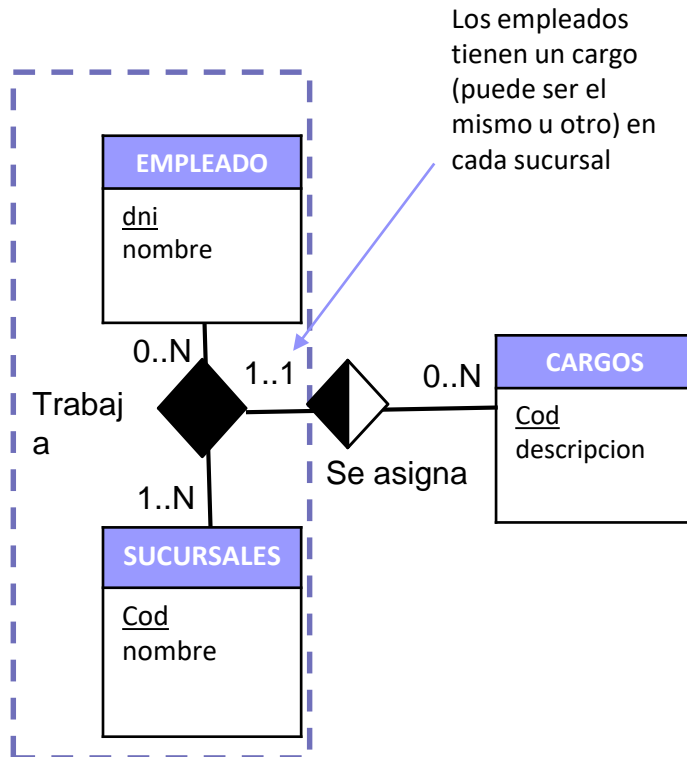 Los empleados
tienen un cargo
(puede ser el
mismo u otro) en
cada sucursal
EMPLEADO
dni
nombre
0..N
1..1
0..N
CARGOS
Cod
descripcion
Trabaj
a
Se asigna
1..N
SUCURSALES
Cod
nombre